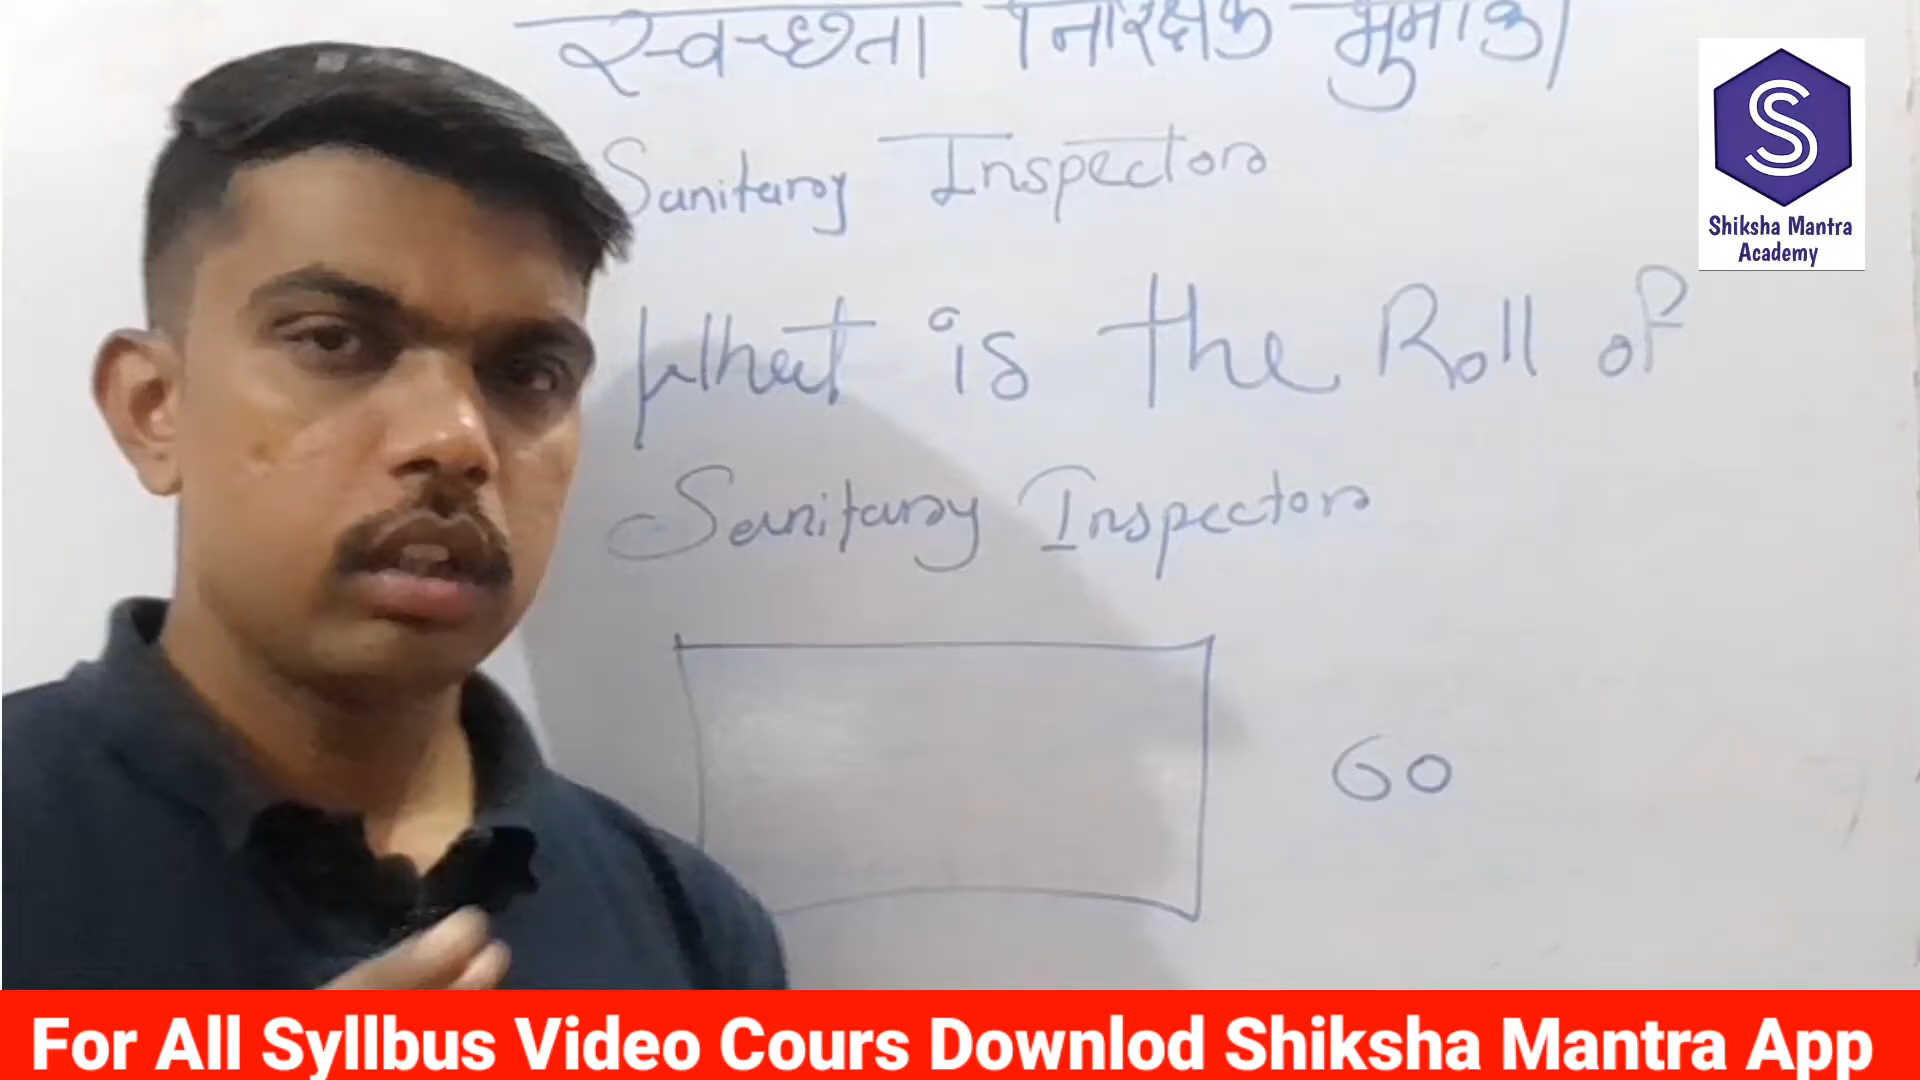 स्वच्छता निरिक्षक भुमीका
Sanitary Inspector
Shiksha Mantra
Academy
What is the Roll of
Sanitary Inspector
60
For All Syllbus Video Cours Downlod Shiksha Mantra App